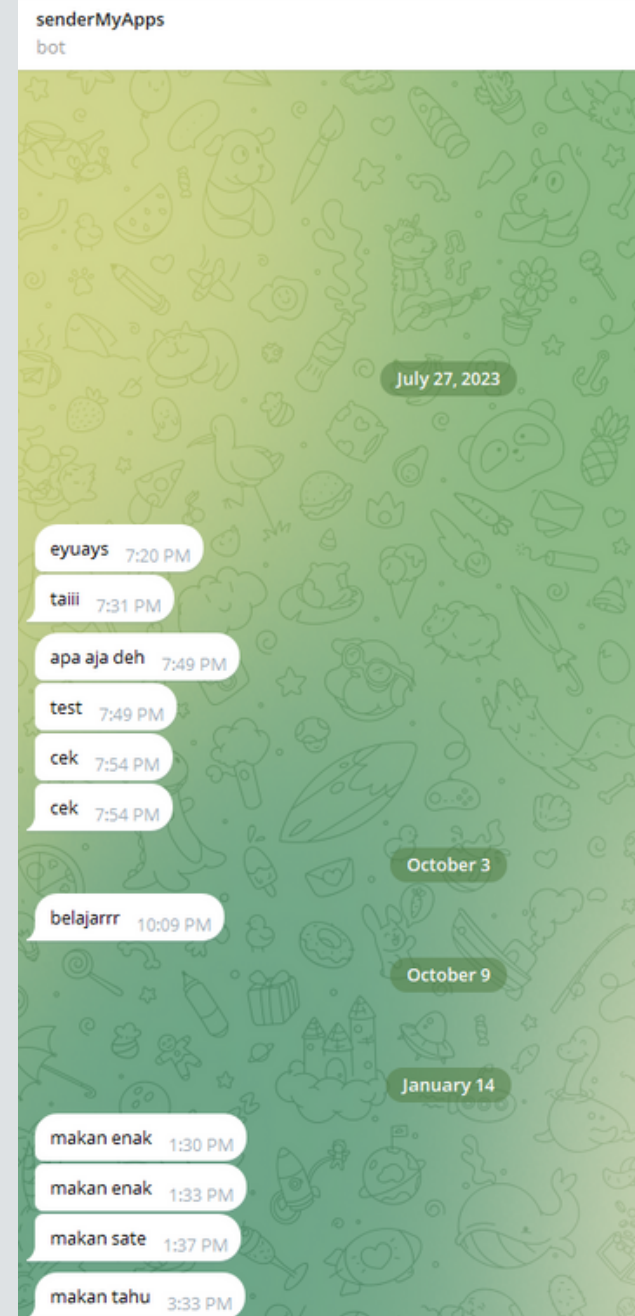 senderMyApps
bot
July 27, 2023
eyuays 7:20 PM
taiii 7:31 PM
apa aja deh 7:49 PM
test 7:49 PM
cek 7:54 PM
cek 7:54 PM
October 3
belajarrr 10:09 PM
October 9
January 14
makan enak 1:30 PM
makan enak 1:33 PM
makan sate 1:37 PM
makan tahu 3:33 PM